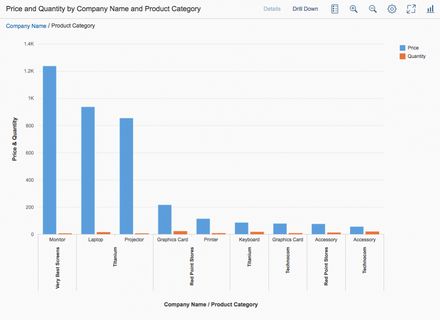 Price and Quantity by Company Name and Product Category
Details Drill Down
Company Name / Product Category
Price
Quantity
1.4K
1.2K
1K
800
600
400
200
0
Price & Quantity
Monitor Laptop Projector Graphics Card Printer Keyboard Graphics Card Accessory Accessory
Very Best Screens Titanium Red Point Stores Titanium Technocom Red Point Stores Technocom
Company Name / Product Category